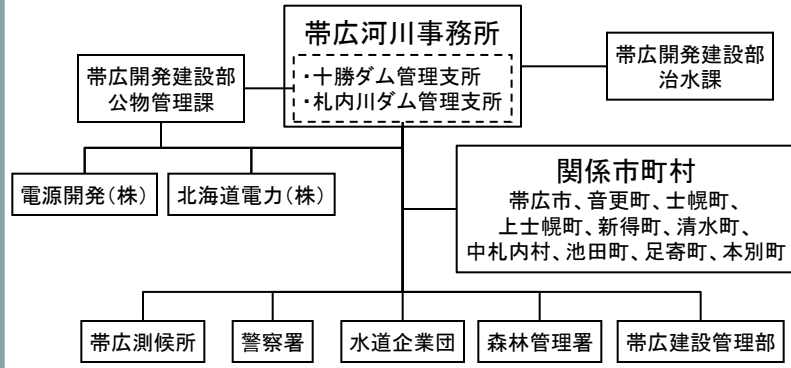 帯広河川事務所
・十勝ダム管理支所
・札内川ダム管理支所
帯広開発建設部
公物管理課
帯広開発建設部
治水課
電源開発(株)
北海道電力(株)
関係市町村
帯広市、音更町、士幌町、
上士幌町、新得町、清水町、
中札内村、池田町、足寄町、本別町
帯広測候所
警察署
水道企業団
森林管理署
帯広建設管理部